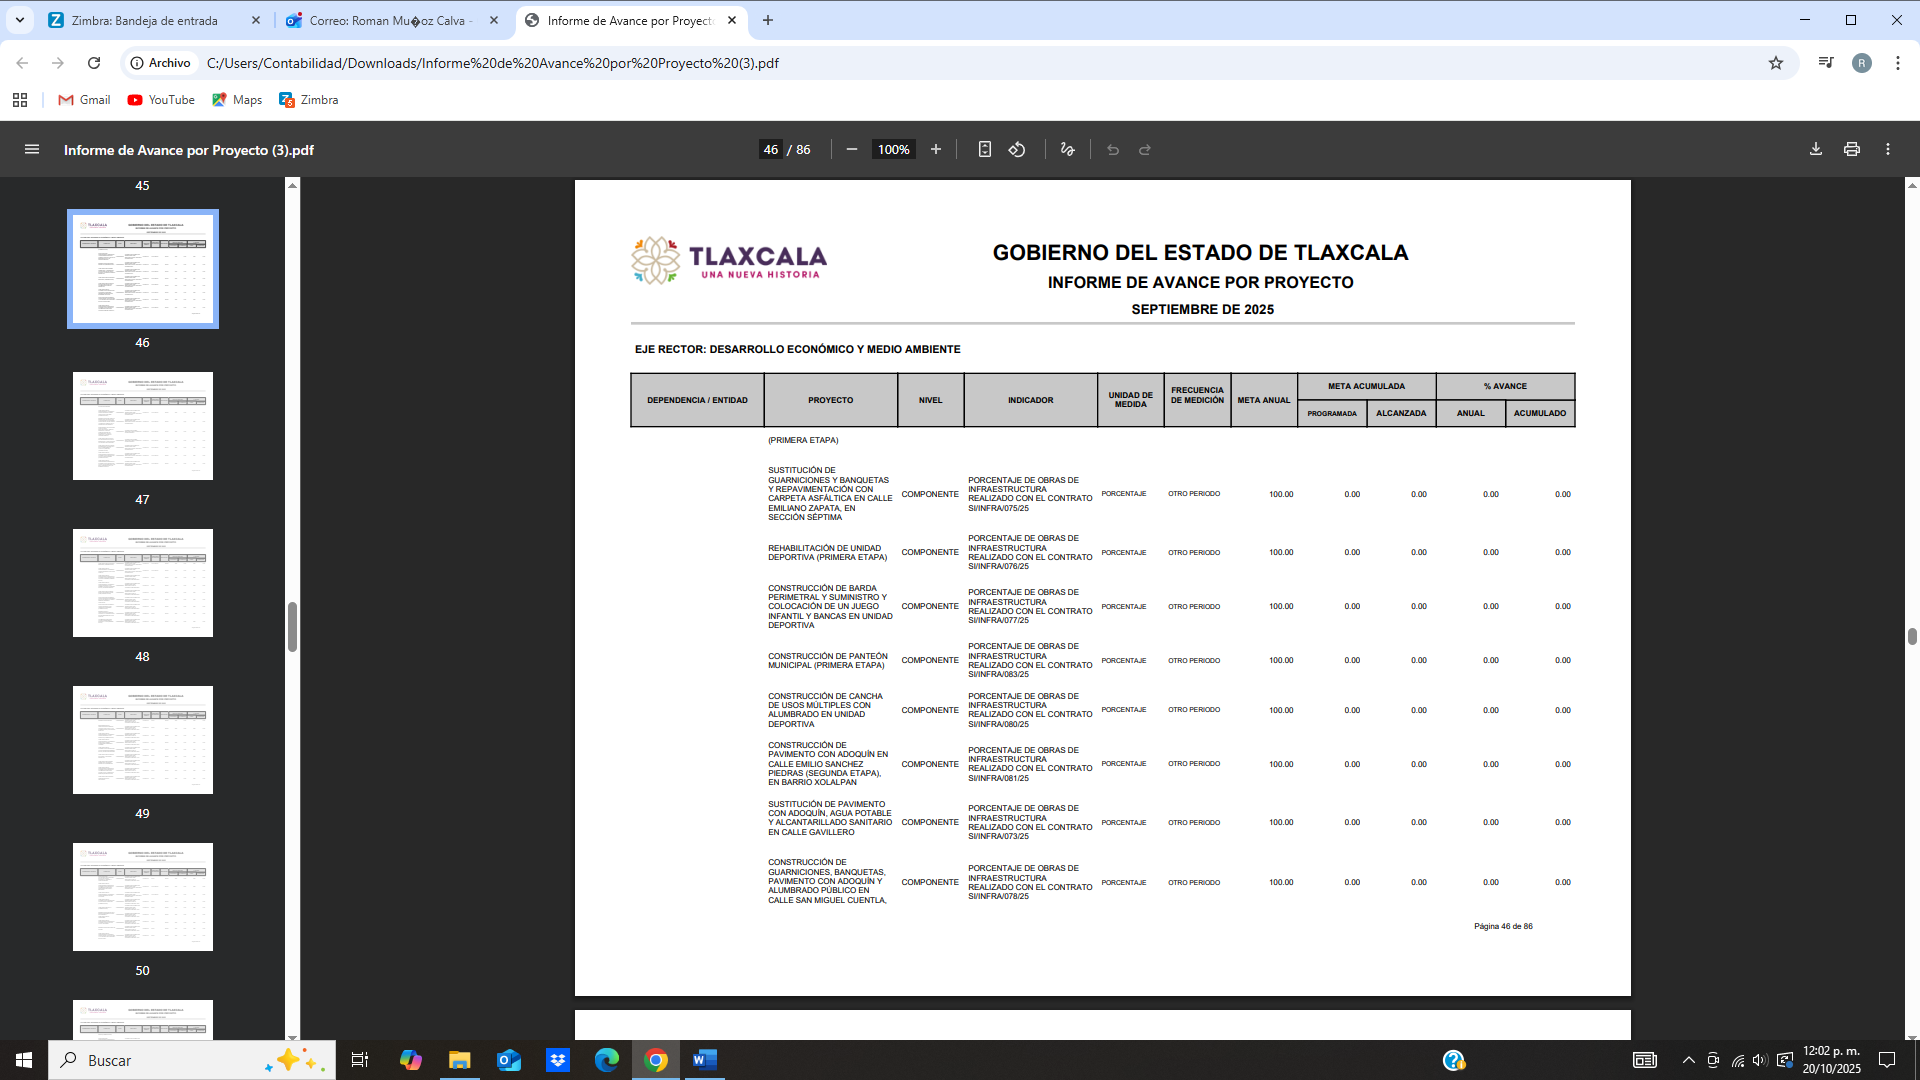 Zimbra: Bandeja de entrada
Correo: Roman Mu�oz Calva -
Informe de Avance por Proyecto
Archivo
C:/Users/Contabilidad/Downloads/Informe%20de%20Avance%20por%20Proyecto%20(3).pdf
R
Gmail
YouTube
Maps
Zimbra
Informe de Avance por Proyecto (3).pdf
46 / 86
100%
45
46
47
48
49
50
TLAXCALA
UNA NUEVA HISTORIA
GOBIERNO DEL ESTADO DE TLAXCALA
INFORME DE AVANCE POR PROYECTO
SEPTIEMBRE DE 2025
EJE RECTOR: DESARROLLO ECONÓMICO Y MEDIO AMBIENTE
DEPENDENCIA / ENTIDAD
PROYECTO
NIVEL
INDICADOR
UNIDAD DE
MEDIDA
FRECUENCIA
DE MEDICIÓN
META ANUAL
META ACUMULADA
PROGRAMADA
ALCANZADA
% AVANCE
ANUAL
ACUMULADO
(PRIMERA ETAPA)
SUSTITUCIÓN DE
GUARNICIONES Y BANQUETAS
Y REPAVIMENTACIÓN CON
CARPETA ASFÁLTICA EN CALLE
EMILIANO ZAPATA, EN
SECCIÓN SÉPTIMA
COMPONENTE
PORCENTAJE DE OBRAS DE
INFRAESTRUCTURA
REALIZADO CON EL CONTRATO
SI/INFRA/075/25
PORCENTAJE
OTRO PERIODO
100.00
0.00
0.00
0.00
0.00
REHABILITACIÓN DE UNIDAD
DEPORTIVA (PRIMERA ETAPA)
COMPONENTE
PORCENTAJE DE OBRAS DE
INFRAESTRUCTURA
REALIZADO CON EL CONTRATO
SI/INFRA/076/25
PORCENTAJE
OTRO PERIODO
100.00
0.00
0.00
0.00
0.00
CONSTRUCCIÓN DE BARDA
PERIMETRAL Y SUMINISTRO Y
COLOCACIÓN DE UN JUEGO
INFANTIL Y BANCAS EN UNIDAD
DEPORTIVA
COMPONENTE
PORCENTAJE DE OBRAS DE
INFRAESTRUCTURA
REALIZADO CON EL CONTRATO
SI/INFRA/077/25
PORCENTAJE
OTRO PERIODO
100.00
0.00
0.00
0.00
0.00
CONSTRUCCIÓN DE PANTEÓN
MUNICIPAL (PRIMERA ETAPA)
COMPONENTE
PORCENTAJE DE OBRAS DE
INFRAESTRUCTURA
REALIZADO CON EL CONTRATO
SI/INFRA/083/25
PORCENTAJE
OTRO PERIODO
100.00
0.00
0.00
0.00
0.00
CONSTRUCCIÓN DE CANCHA
DE USOS MÚLTIPLES CON
ALUMBRADO EN UNIDAD
DEPORTIVA
COMPONENTE
PORCENTAJE DE OBRAS DE
INFRAESTRUCTURA
REALIZADO CON EL CONTRATO
SI/INFRA/080/25
PORCENTAJE
OTRO PERIODO
100.00
0.00
0.00
0.00
0.00
CONSTRUCCIÓN DE
PAVIMENTO CON ADOQUÍN EN
CALLE EMILIO SANCHEZ
PIEDRAS (SEGUNDA ETAPA),
EN BARRIO XOLALPAN
COMPONENTE
PORCENTAJE DE OBRAS DE
INFRAESTRUCTURA
REALIZADO CON EL CONTRATO
SI/INFRA/081/25
PORCENTAJE
OTRO PERIODO
100.00
0.00
0.00
0.00
0.00
SUSTITUCIÓN DE PAVIMENTO
CON ADOQUÍN, AGUA POTABLE
Y ALCANTARILLADO SANITARIO
EN CALLE GAVILLERO
COMPONENTE
PORCENTAJE DE OBRAS DE
INFRAESTRUCTURA
REALIZADO CON EL CONTRATO
SI/INFRA/073/25
PORCENTAJE
OTRO PERIODO
100.00
0.00
0.00
0.00
0.00
CONSTRUCCIÓN DE
GUARNICIONES, BANQUETAS,
PAVIMENTO CON ADOQUÍN Y
ALUMBRADO PÚBLICO EN
CALLE SAN MIGUEL CUENTLA,
COMPONENTE
PORCENTAJE DE OBRAS DE
INFRAESTRUCTURA
REALIZADO CON EL CONTRATO
SI/INFRA/078/25
PORCENTAJE
OTRO PERIODO
100.00
0.00
0.00
0.00
0.00
Página 46 de 86
Buscar
12:02 p. m.
20/10/2025